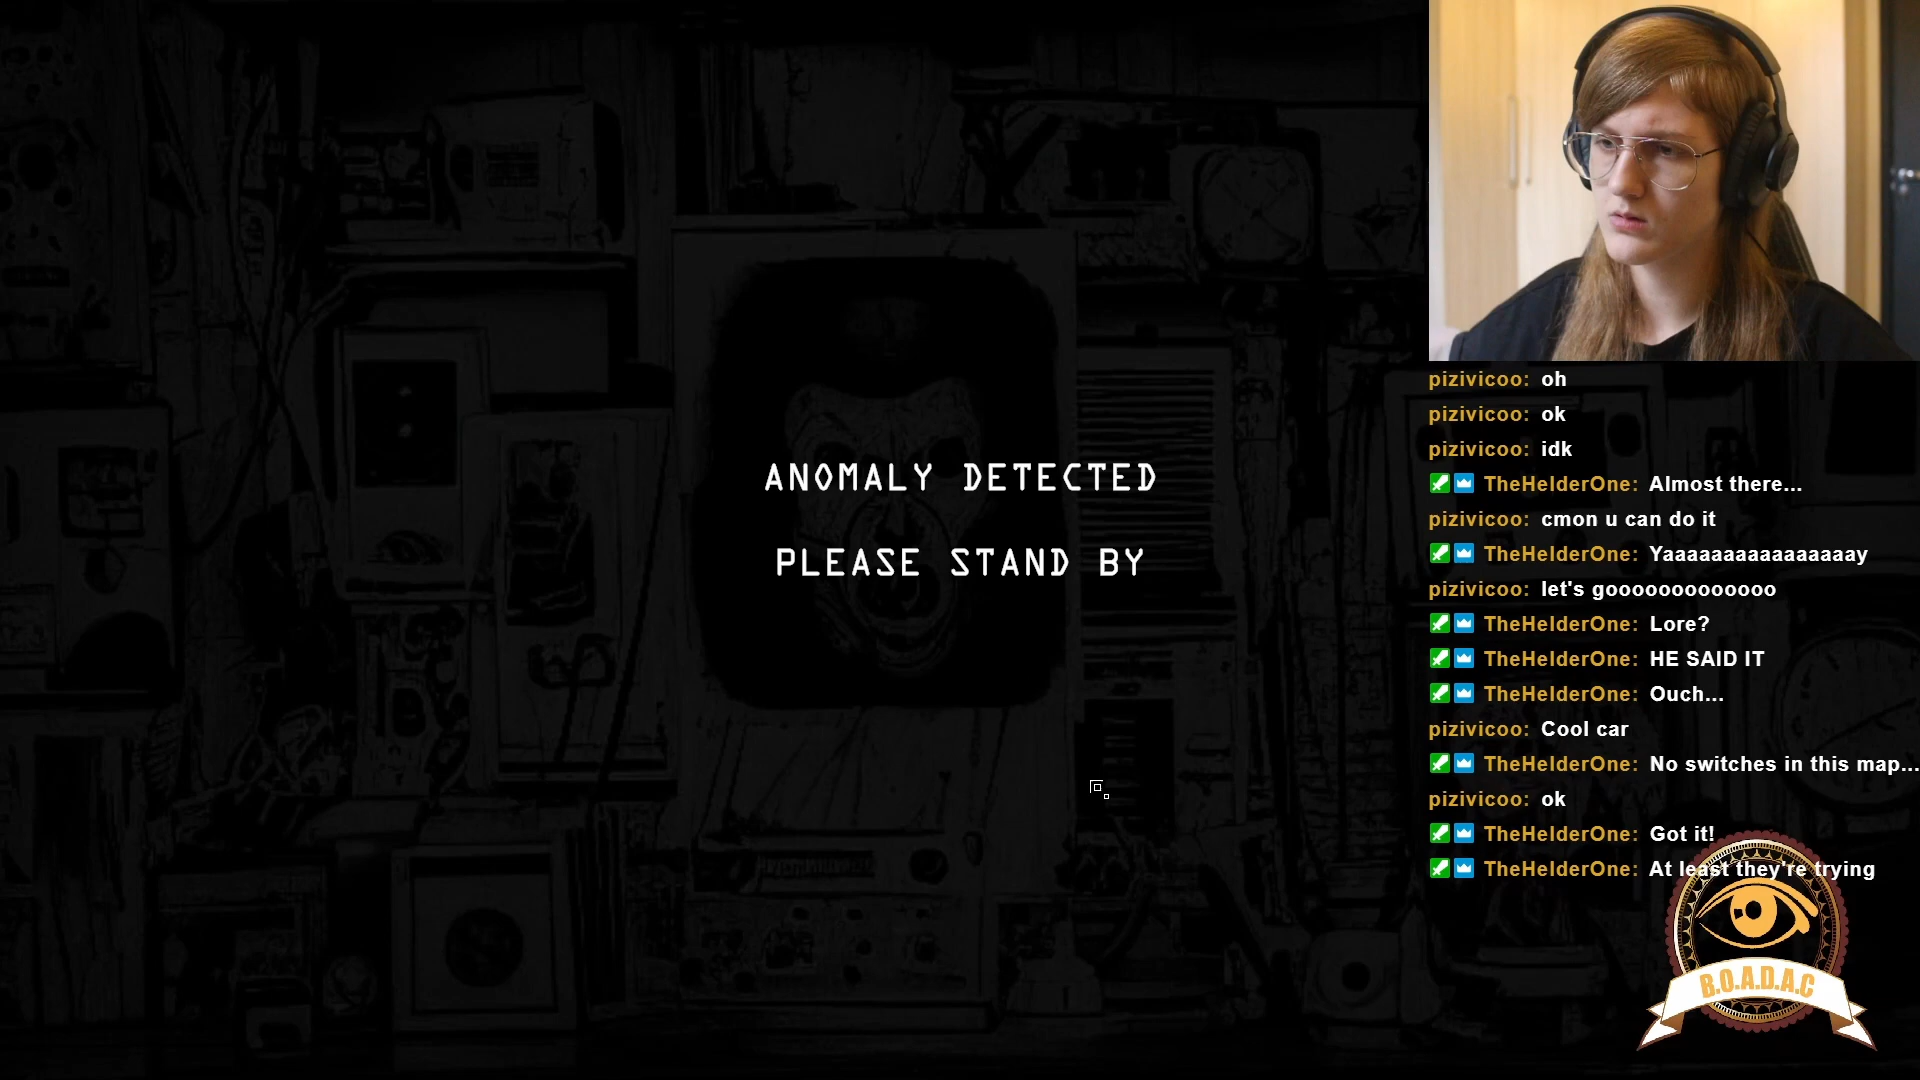 ANOMALY DETECTED
PLEASE STAND BY
pizivicoo: oh
pizivicoo: ok
pizivicoo: idk
TheHelderOne: Almost there...
pizivicoo: cmon u can do it
TheHelderOne: Yaaaaaaaaaaaaaaaay
pizivicoo: let's gooooooooooooo
TheHelderOne: Lore?
TheHelderOne: HE SAID IT
TheHelderOne: Ouch...
pizivicoo: Cool car
TheHelderOne: No switches in this map...
pizivicoo: ok
TheHelderOne: Got it!
TheHelderOne: At least they're trying
B.O.A.D.A.C